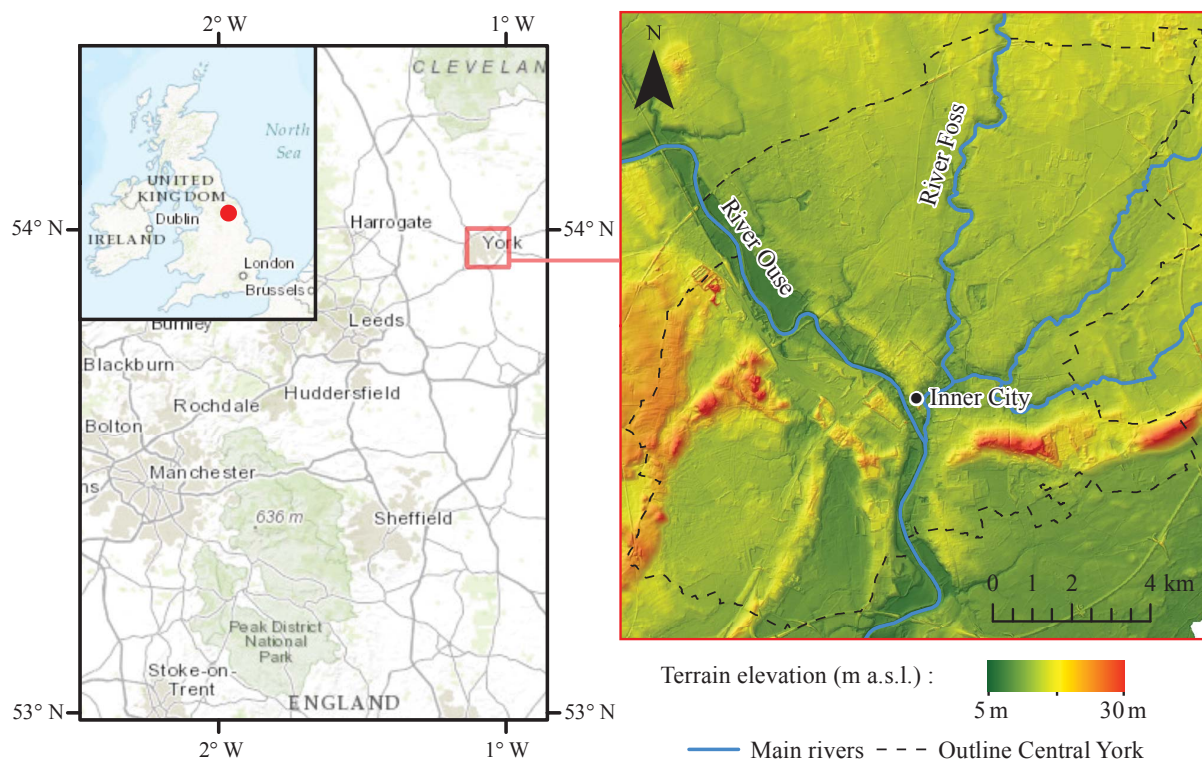 2° W
1° W
CLEVELAN
North
Sea
UNITED
KINGDOM
Dublin
IRELAND
London
Brussels
54° N
54° N
Harrogate
York
Burnley
Leeds
Blackburn
Huddersfield
Rochdale
Bolton
Manchester
ns
636 m
Sheffield
Peak District
National
Park
Stoke-on-
Trent
ENGLAND
53° N
53° N
2° W
1° W
N
River Foss
River Ouse
Inner City
0 1 2 4 km
Terrain elevation (m a.s.l.) :
5 m 30 m
Main rivers Outline Central York